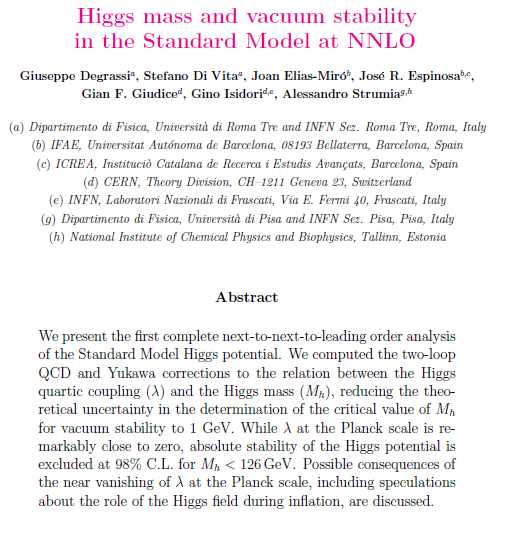 Higgs mass and vacuum stability
in the Standard Model at NNLO
Giuseppe Degrassiᵃ, Stefano Di Vitaᵃ, Joan Elias-Miróᵇ, José R. Espinosaᵇ,ᶜ,
Gian F. Giudiceᵈ, Gino Isidoriᵈ,ᵉ, Alessandro Strumiaᵍ,ʰ
(a) Dipartimento di Fisica, Università di Roma Tre and INFN Sez. Roma Tre, Roma, Italy
(b) IFAE, Universitat Autónoma de Barcelona, 08193 Bellaterra, Barcelona, Spain
(c) ICREA, Instituciò Catalana de Recerca i Estudis Avançats, Barcelona, Spain
(d) CERN, Theory Division, CH–1211 Geneva 23, Switzerland
(e) INFN, Laboratori Nazionali di Frascati, Via E. Fermi 40, Frascati, Italy
(g) Dipartimento di Fisica, Università di Pisa and INFN Sez. Pisa, Pisa, Italy
(h) National Institute of Chemical Physics and Biophysics, Tallinn, Estonia
Abstract
We present the first complete next-to-next-to-leading order analysis
of the Standard Model Higgs potential. We computed the two-loop
QCD and Yukawa corrections to the relation between the Higgs
quartic coupling (λ) and the Higgs mass (Mₕ), reducing the theo-
retical uncertainty in the determination of the critical value of Mₕ
for vacuum stability to 1 GeV. While λ at the Planck scale is re-
markably close to zero, absolute stability of the Higgs potential is
excluded at 98% C.L. for Mₕ < 126 GeV. Possible consequences of
the near vanishing of λ at the Planck scale, including speculations
about the role of the Higgs field during inflation, are discussed.